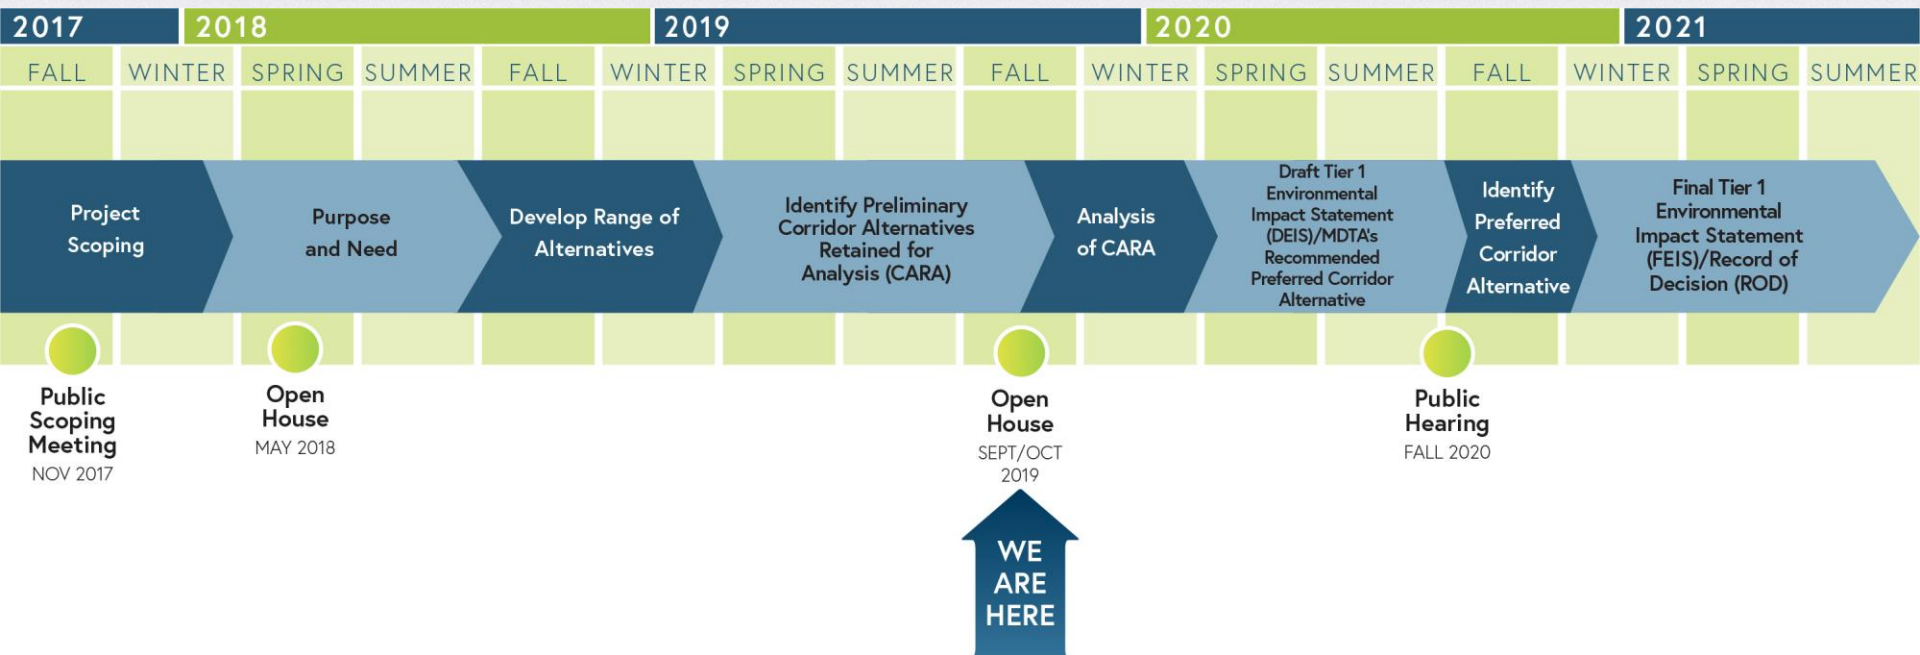 2017 2018 2019 2020 2021
FALL WINTER SPRING SUMMER FALL WINTER SPRING SUMMER FALL WINTER SPRING SUMMER FALL WINTER SPRING SUMMER
Project
Scoping
Purpose
and Need
Develop Range of
Alternatives
Identify Preliminary
Corridor Alternatives
Retained for
Analysis (CARA)
Analysis
of CARA
Draft Tier 1
Environmental
Impact Statement
(DEIS)/MDTA's
Recommended
Preferred Corridor
Alternative
Identify
Preferred
Corridor
Alternative
Final Tier 1
Environmental
Impact Statement
(FEIS)/Record of
Decision (ROD)
Public
Scoping
Meeting
NOV 2017
Open
House
MAY 2018
Open
House
SEPT/OCT
2019
Public
Hearing
FALL 2020
WE
ARE
HERE